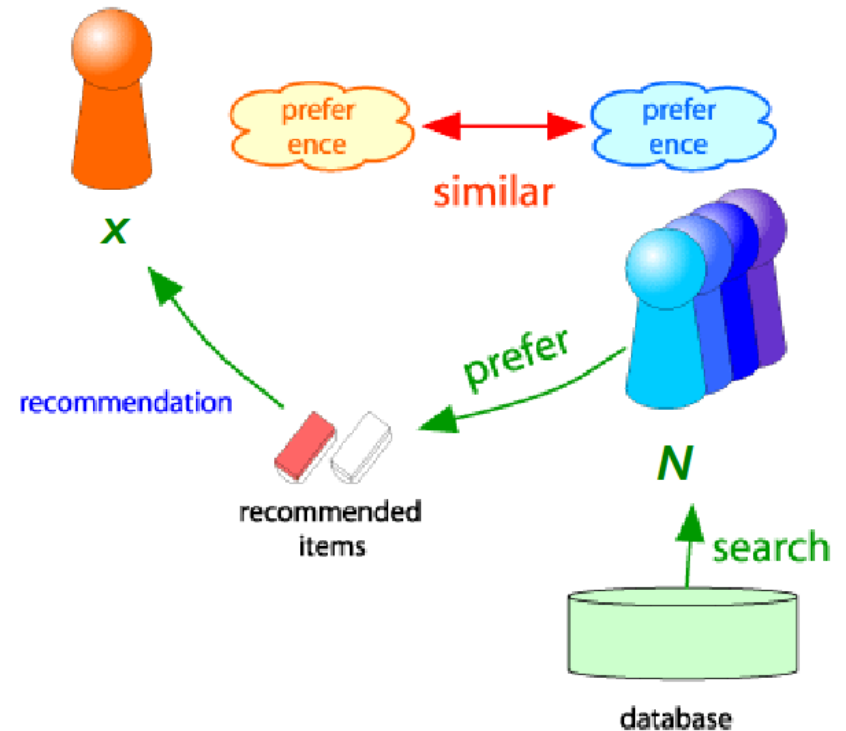 prefer
ence
prefer
ence
similar
x
prefer
recommendation
recommended
items
N
search
database